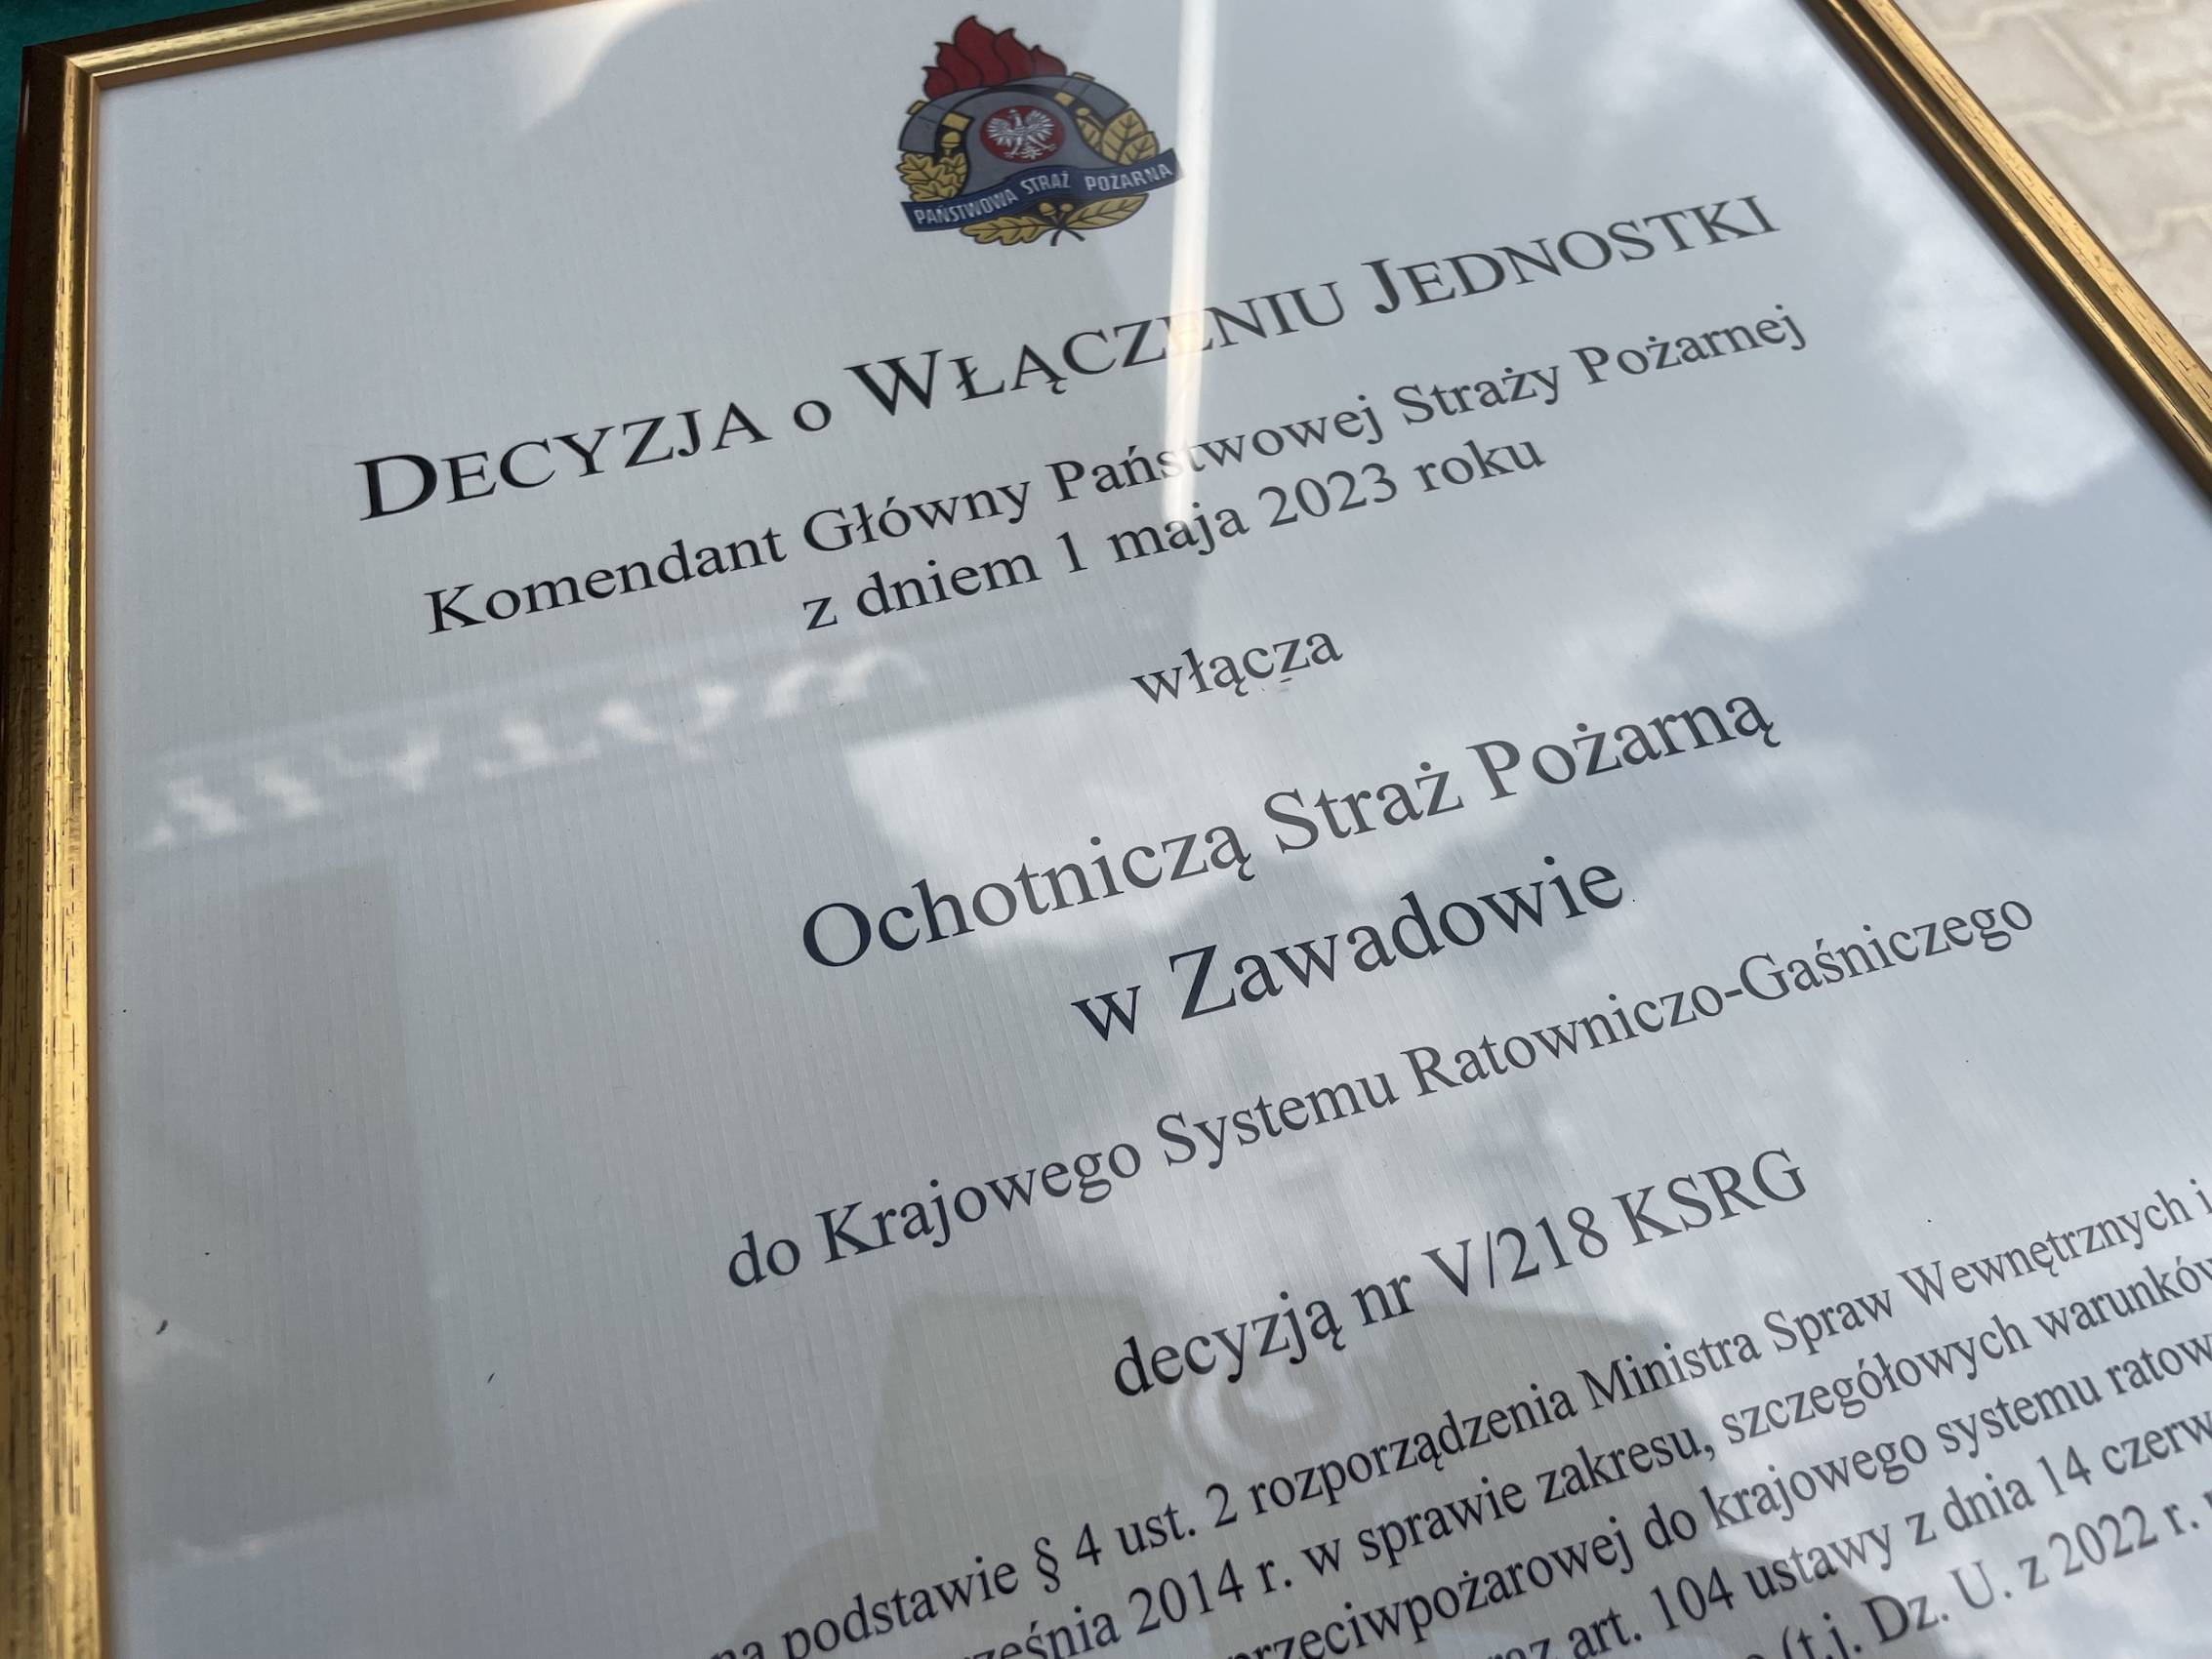 PAŃSTWOWA STRAŻ POŻARNA
DECYZJA O WŁĄCZENIU JEDNOSTKI
Komendant Główny Państwowej Straży Pożarnej
z dniem 1 maja 2023 roku
włącza
Ochotniczą Straż Pożarną
w Zawadowie
do Krajowego Systemu Ratowniczo-Gaśniczego
decyzją nr V/218 KSRG
na podstawie § 4 ust. 2 rozporządzenia Ministra Spraw Wewnętrznych i
2014 r. w sprawie zakresu, szczegółowych
do krajowego systemu
art. 104 ustawy z dnia 14
(t.j. Dz. U. z 2022 r.